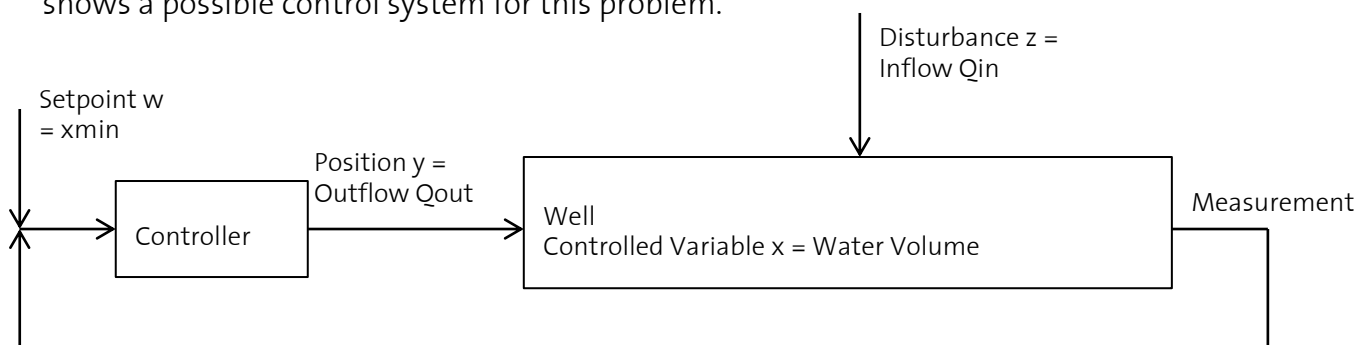 shows a possible control system for this problem.
Disturbance z =
Inflow Qin
Setpoint w
= xmin
Position y =
Outflow Qout
Controller
Well
Controlled Variable x = Water Volume
Measurement